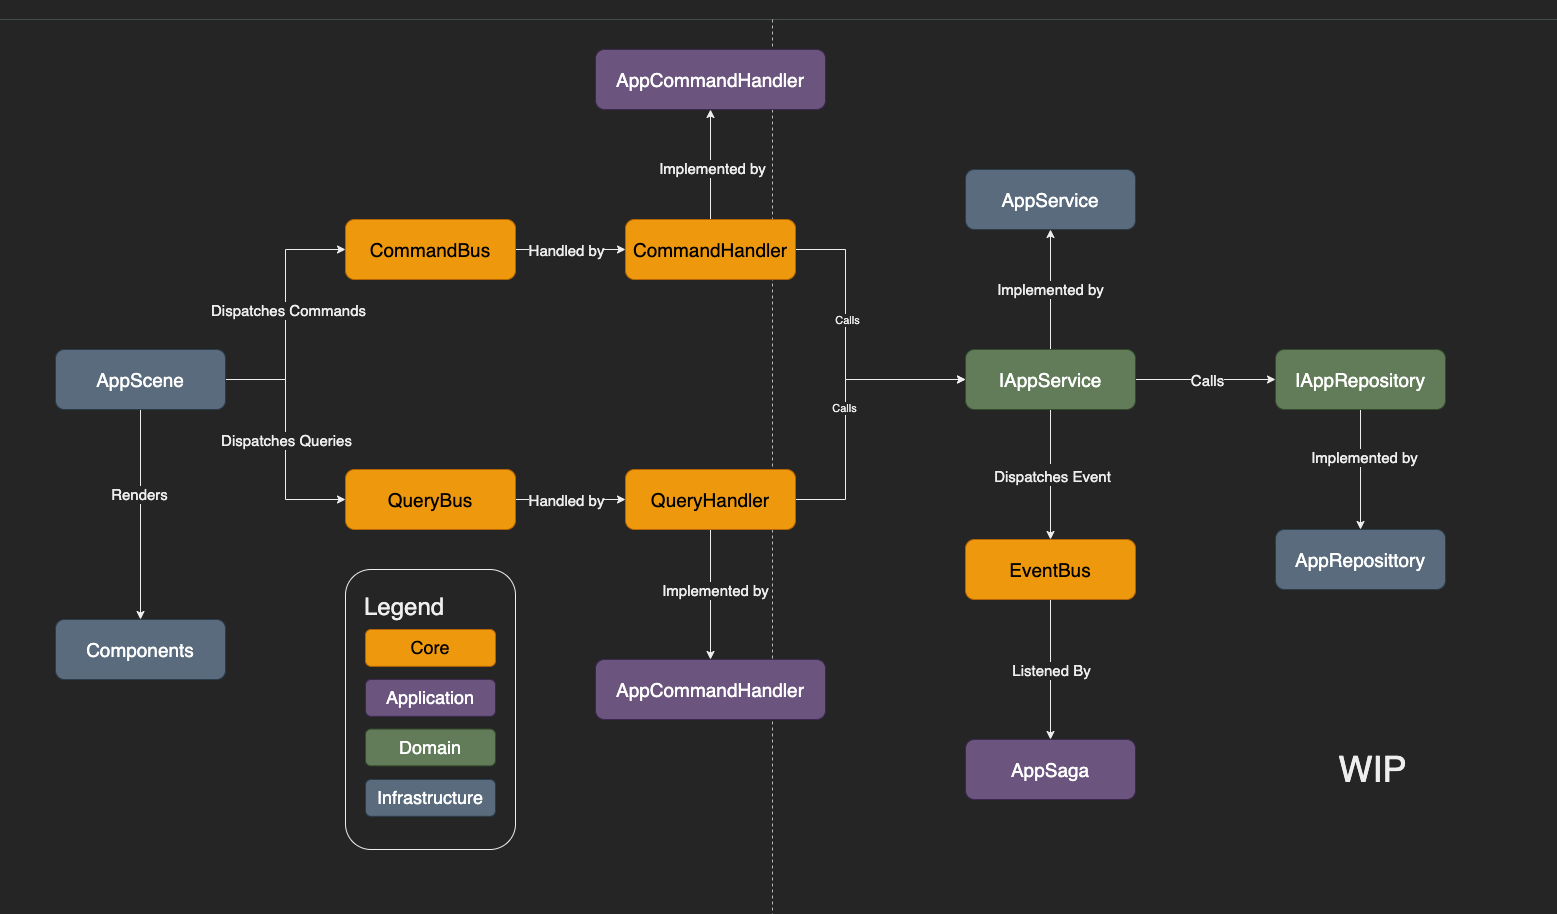 AppCommandHandler
Implemented by
AppService
CommandBus
Handled by
CommandHandler
Implemented by
Dispatches Commands
Calls
AppScene
IAppService
Calls
IAppRepository
Calls
Dispatches Queries
Implemented by
Dispatches Event
Renders
QueryBus
Handled by
QueryHandler
AppReposittory
EventBus
Implemented by
Legend
Core
Components
Listened By
Application
AppCommandHandler
Domain
AppSaga
WIP
Infrastructure